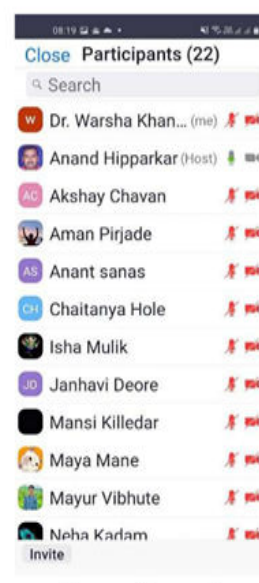 08:19
Close Participants (22)
Search
W Dr. Warsha Khan... (me)
Anand Hipparkar (Host)
AC Akshay Chavan
Aman Pirjade
AS Anant sanas
CH Chaitanya Hole
Isha Mulik
JD Janhavi Deore
Mansi Killedar
Maya Mane
Mayur Vibhute
Neha Kadam
Invite